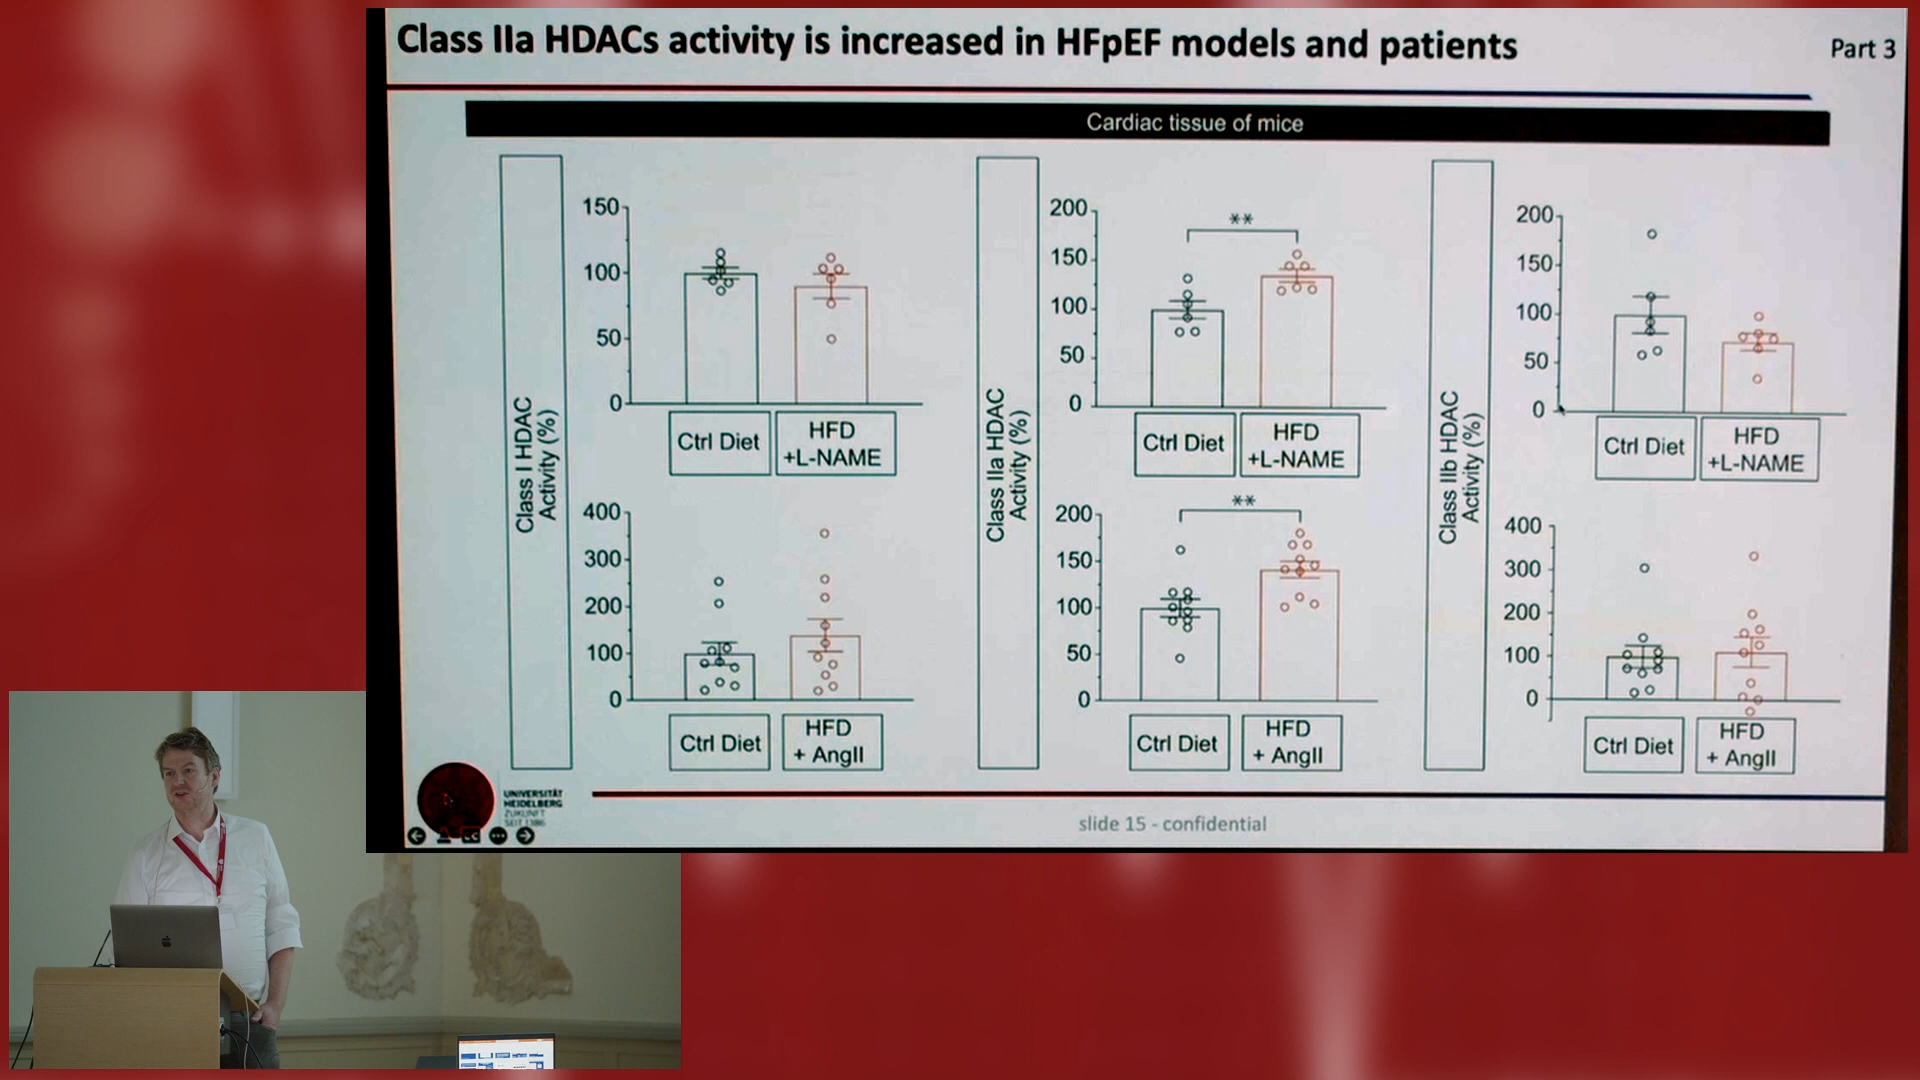 Class IIa HDACs activity is increased in HFpEF models and patients
Part 3
Cardiac tissue of mice
Class I HDAC
Activity (%)
150
100
50
0
Ctrl Diet
HFD
+L-NAME
400
300
200
100
0
Ctrl Diet
HFD
+ AngII
Class IIa HDAC
Activity (%)
200
150
100
50
0
**
Ctrl Diet
HFD
+L-NAME
200
150
100
50
0
**
Ctrl Diet
HFD
+ AngII
Class IIb HDAC
Activity (%)
200
150
100
50
0
Ctrl Diet
HFD
+L-NAME
400
300
200
100
0
Ctrl Diet
HFD
+ AngII
UNIVERSITÄT
HEIDELBERG
ZUKUNFT
SEIT 1386
slide 15 - confidential